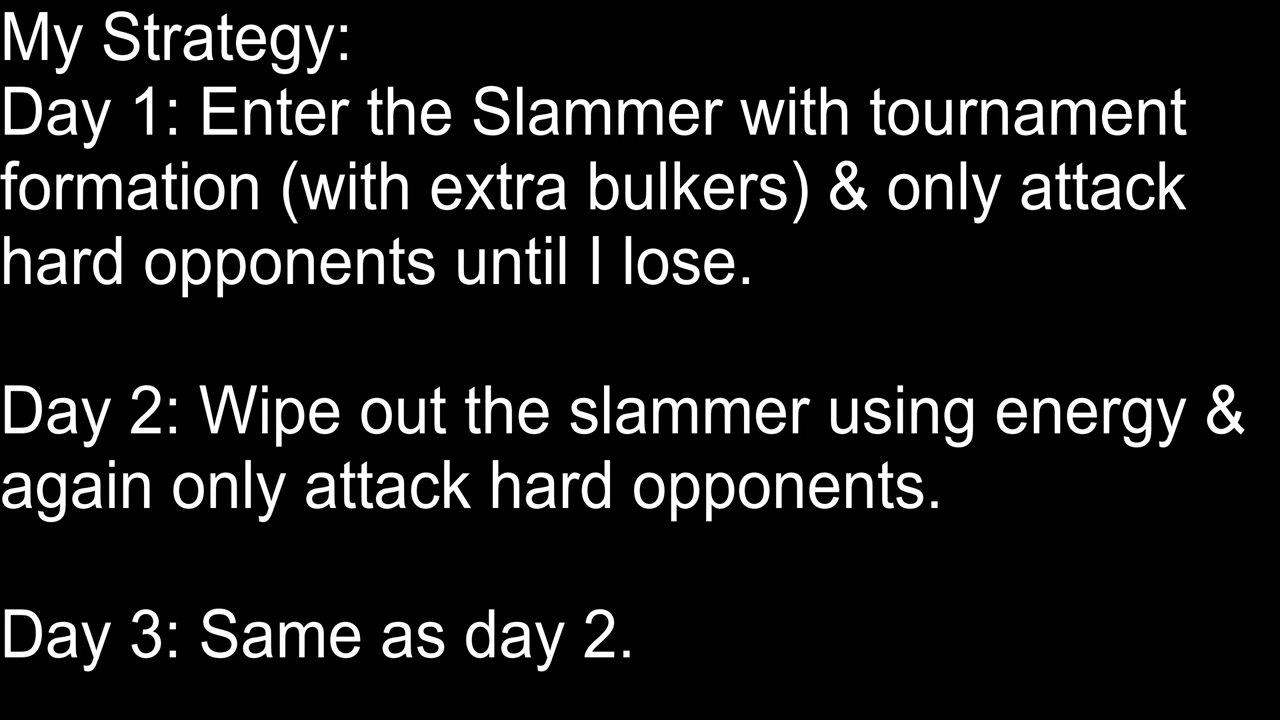 My Strategy:
Day 1: Enter the Slammer with tournament
formation (with extra bulkers) & only attack
hard opponents until I lose.
Day 2: Wipe out the slammer using energy &
again only attack hard opponents.
Day 3: Same as day 2.